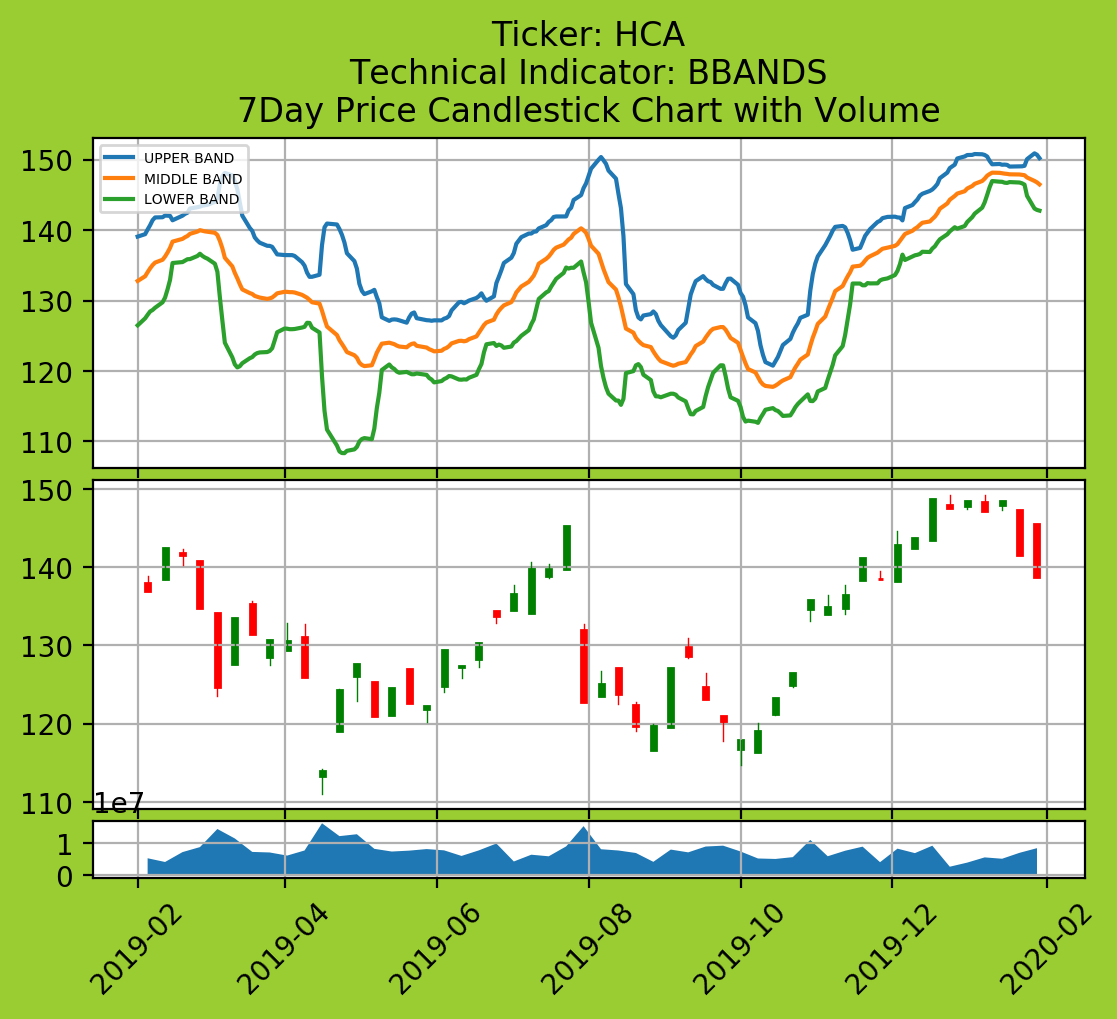 Ticker: HCA
Technical Indicator: BBANDS
7Day Price Candlestick Chart with Volume
150
140
130
120
110
UPPER BAND
MIDDLE BAND
LOWER BAND
150
140
130
120
110
1e7
1
0
2019-02
2019-04
2019-06
2019-08
2019-10
2019-12
2020-02